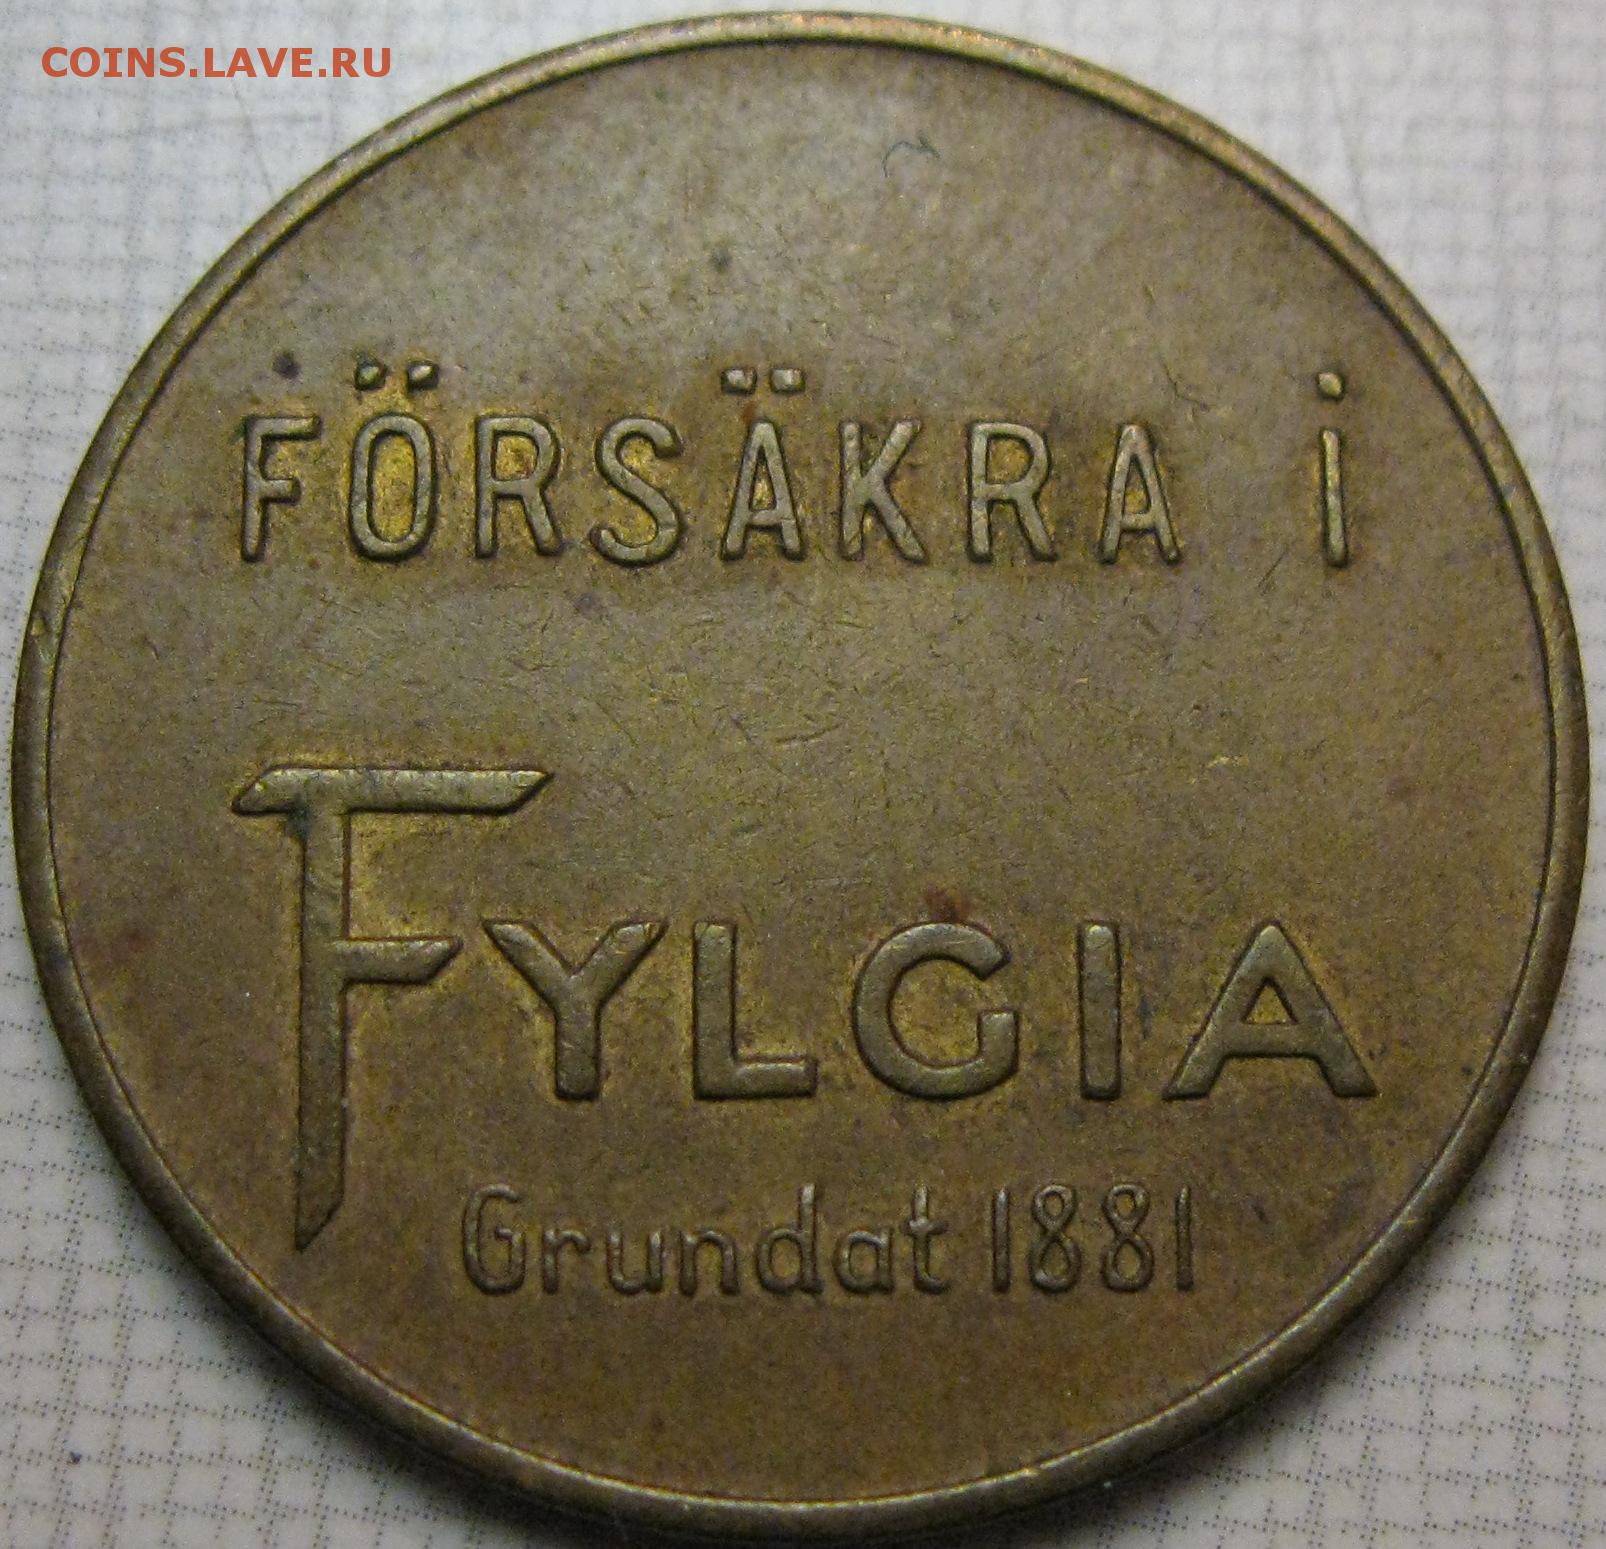 COINS.LAVE.RU
FÖRSÄKRA i
FYLGIA
Grundat 1881